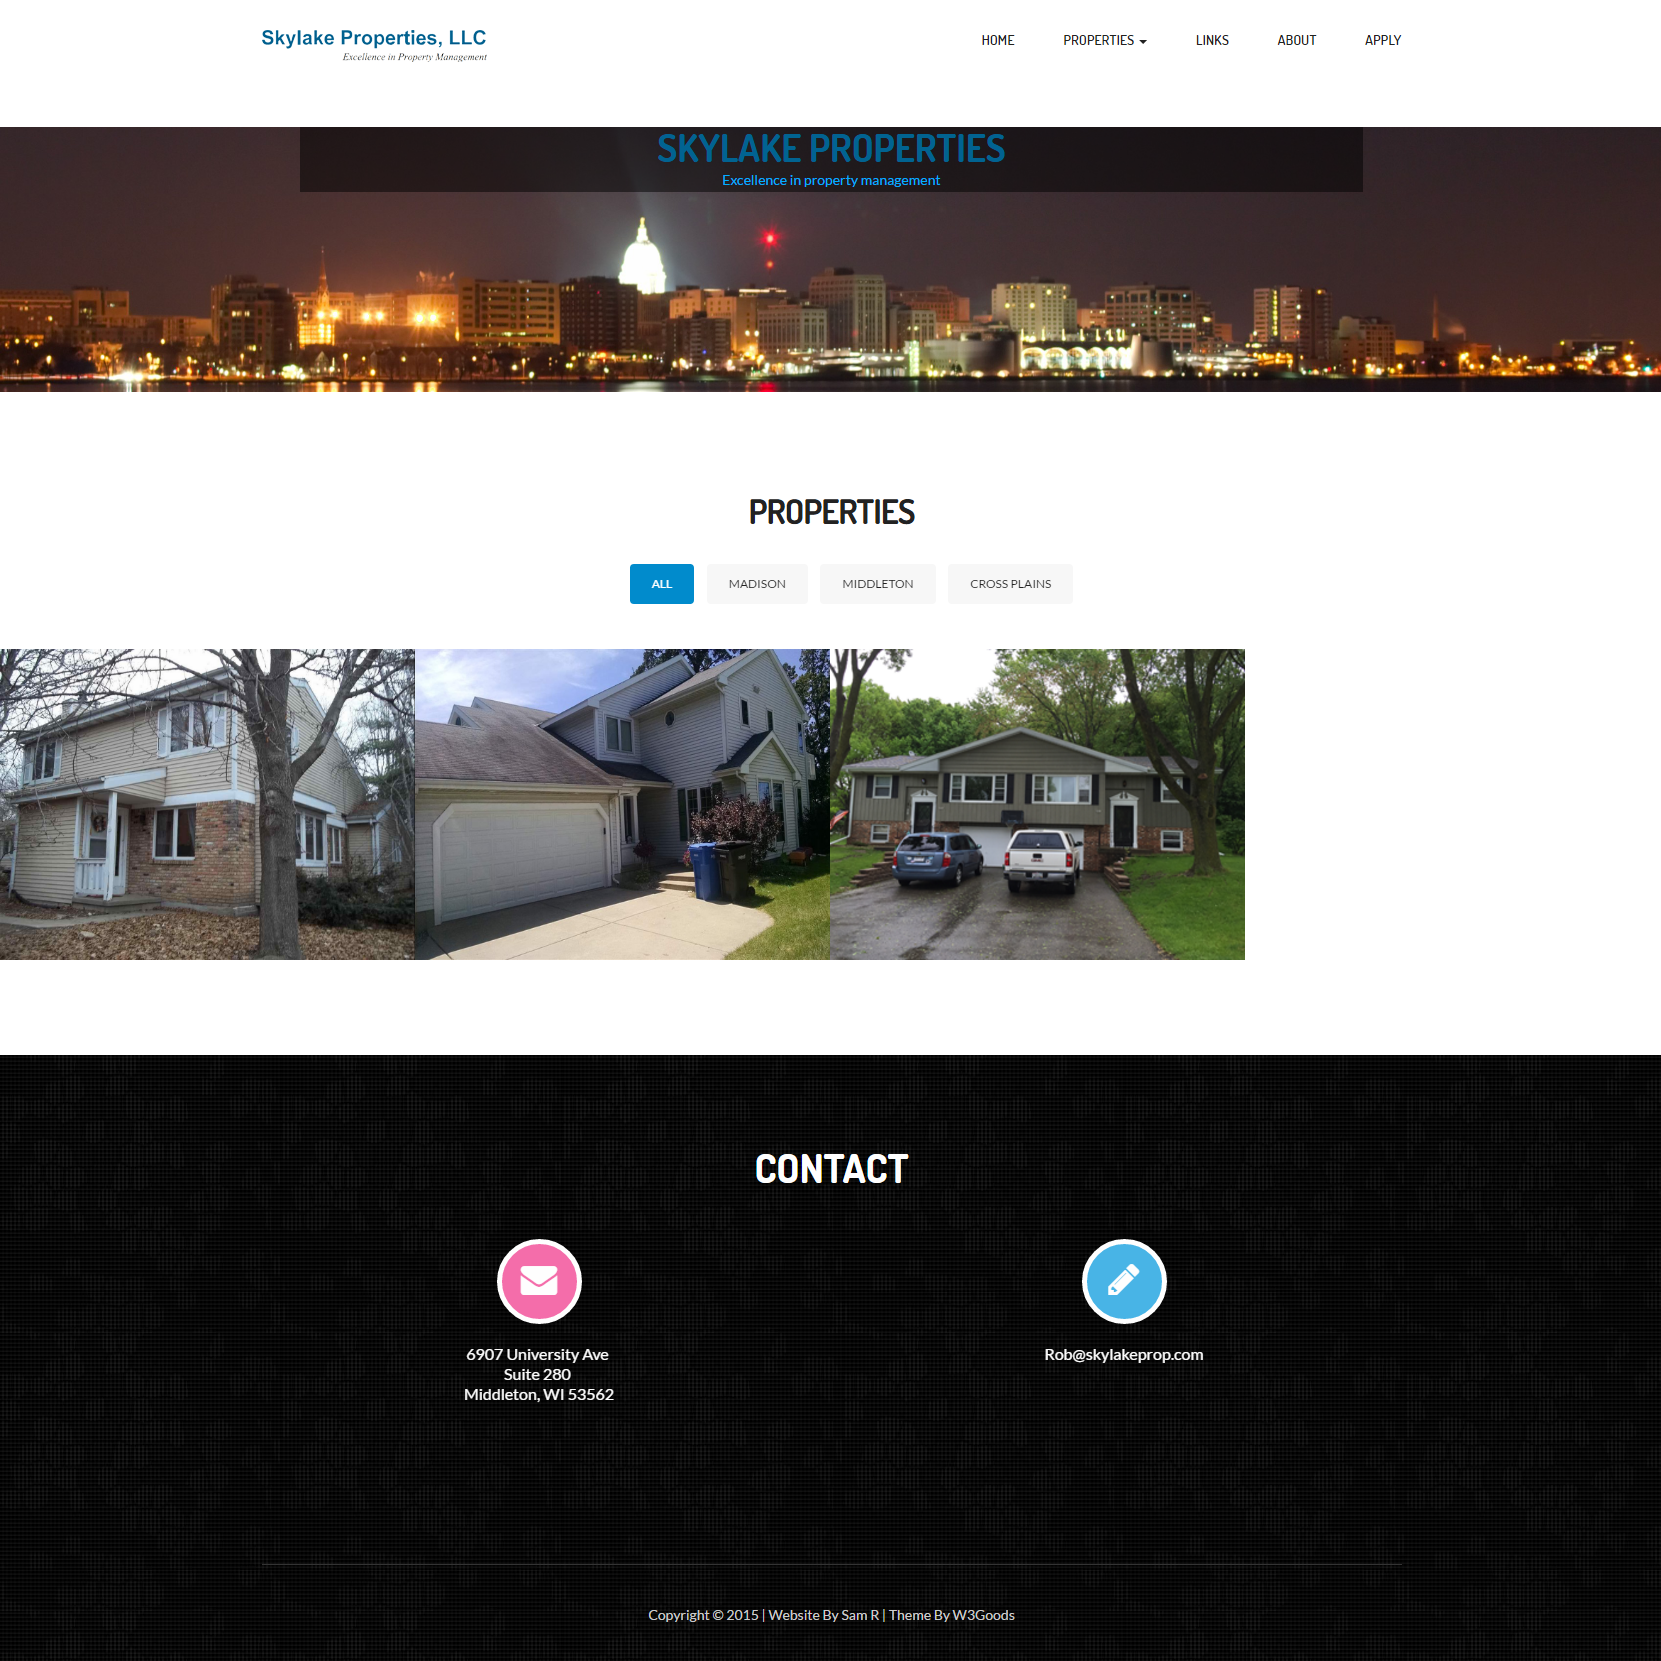 Skylake Properties, LLC
Excellence in Property Management
HOME
PROPERTIES
LINKS
ABOUT
APPLY
SKYLAKE PROPERTIES
Excellence in property management
PROPERTIES
ALL
MADISON
MIDDLETON
CROSS PLAINS
CONTACT
6907 University Ave
Suite 280
Middleton, WI 53562
Rob@skylakeprop.com
Copyright © 2015 | Website By Sam R | Theme By W3Goods